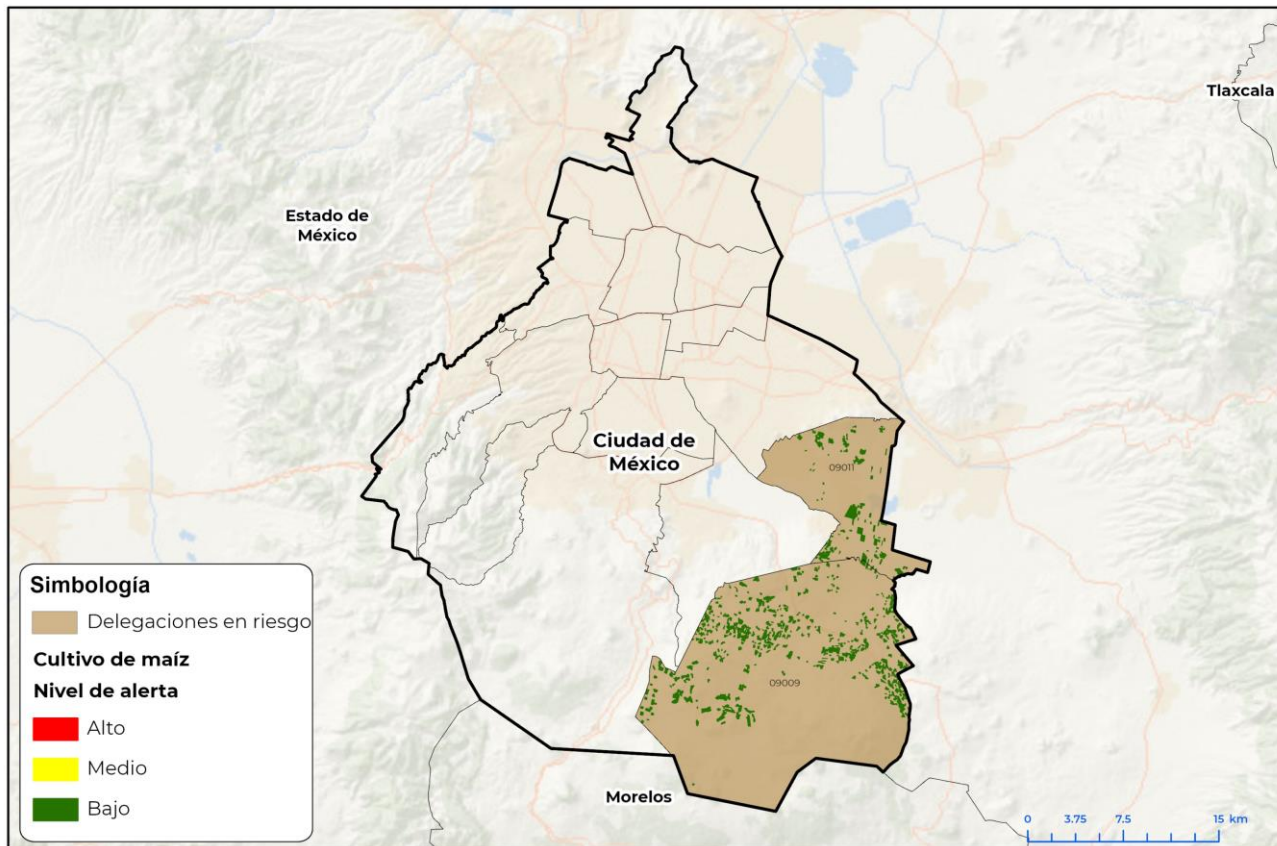 Tlaxcala
Estado de
México
Ciudad de
México
09011
09009
Morelos
Simbología
Delegaciones en riesgo
Cultivo de maíz
Nivel de alerta
Alto
Medio
Bajo
0 3.75 7.5 15 km